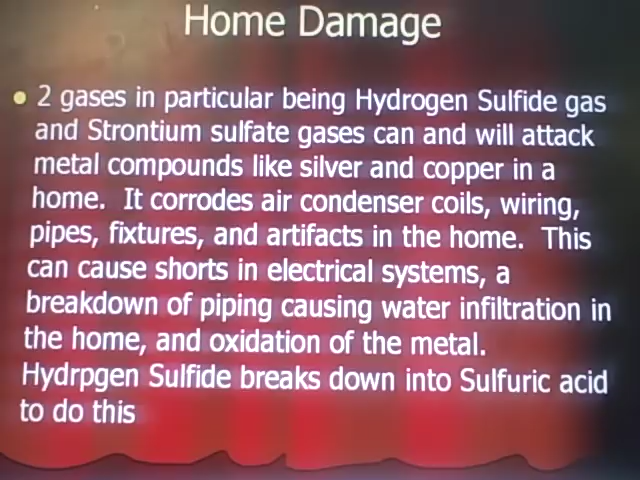 Home Damage
2 gases in particular being Hydrogen Sulfide gas
and Strontium sulfate gases can and will attack
metal compounds like silver and copper in a
home. It corrodes air condenser coils, wiring,
pipes, fixtures, and artifacts in the home. This
can cause shorts in electrical systems, a
breakdown of piping causing water infiltration in
the home, and oxidation of the metal.
Hydrpgen Sulfide breaks down into Sulfuric acid
to do this